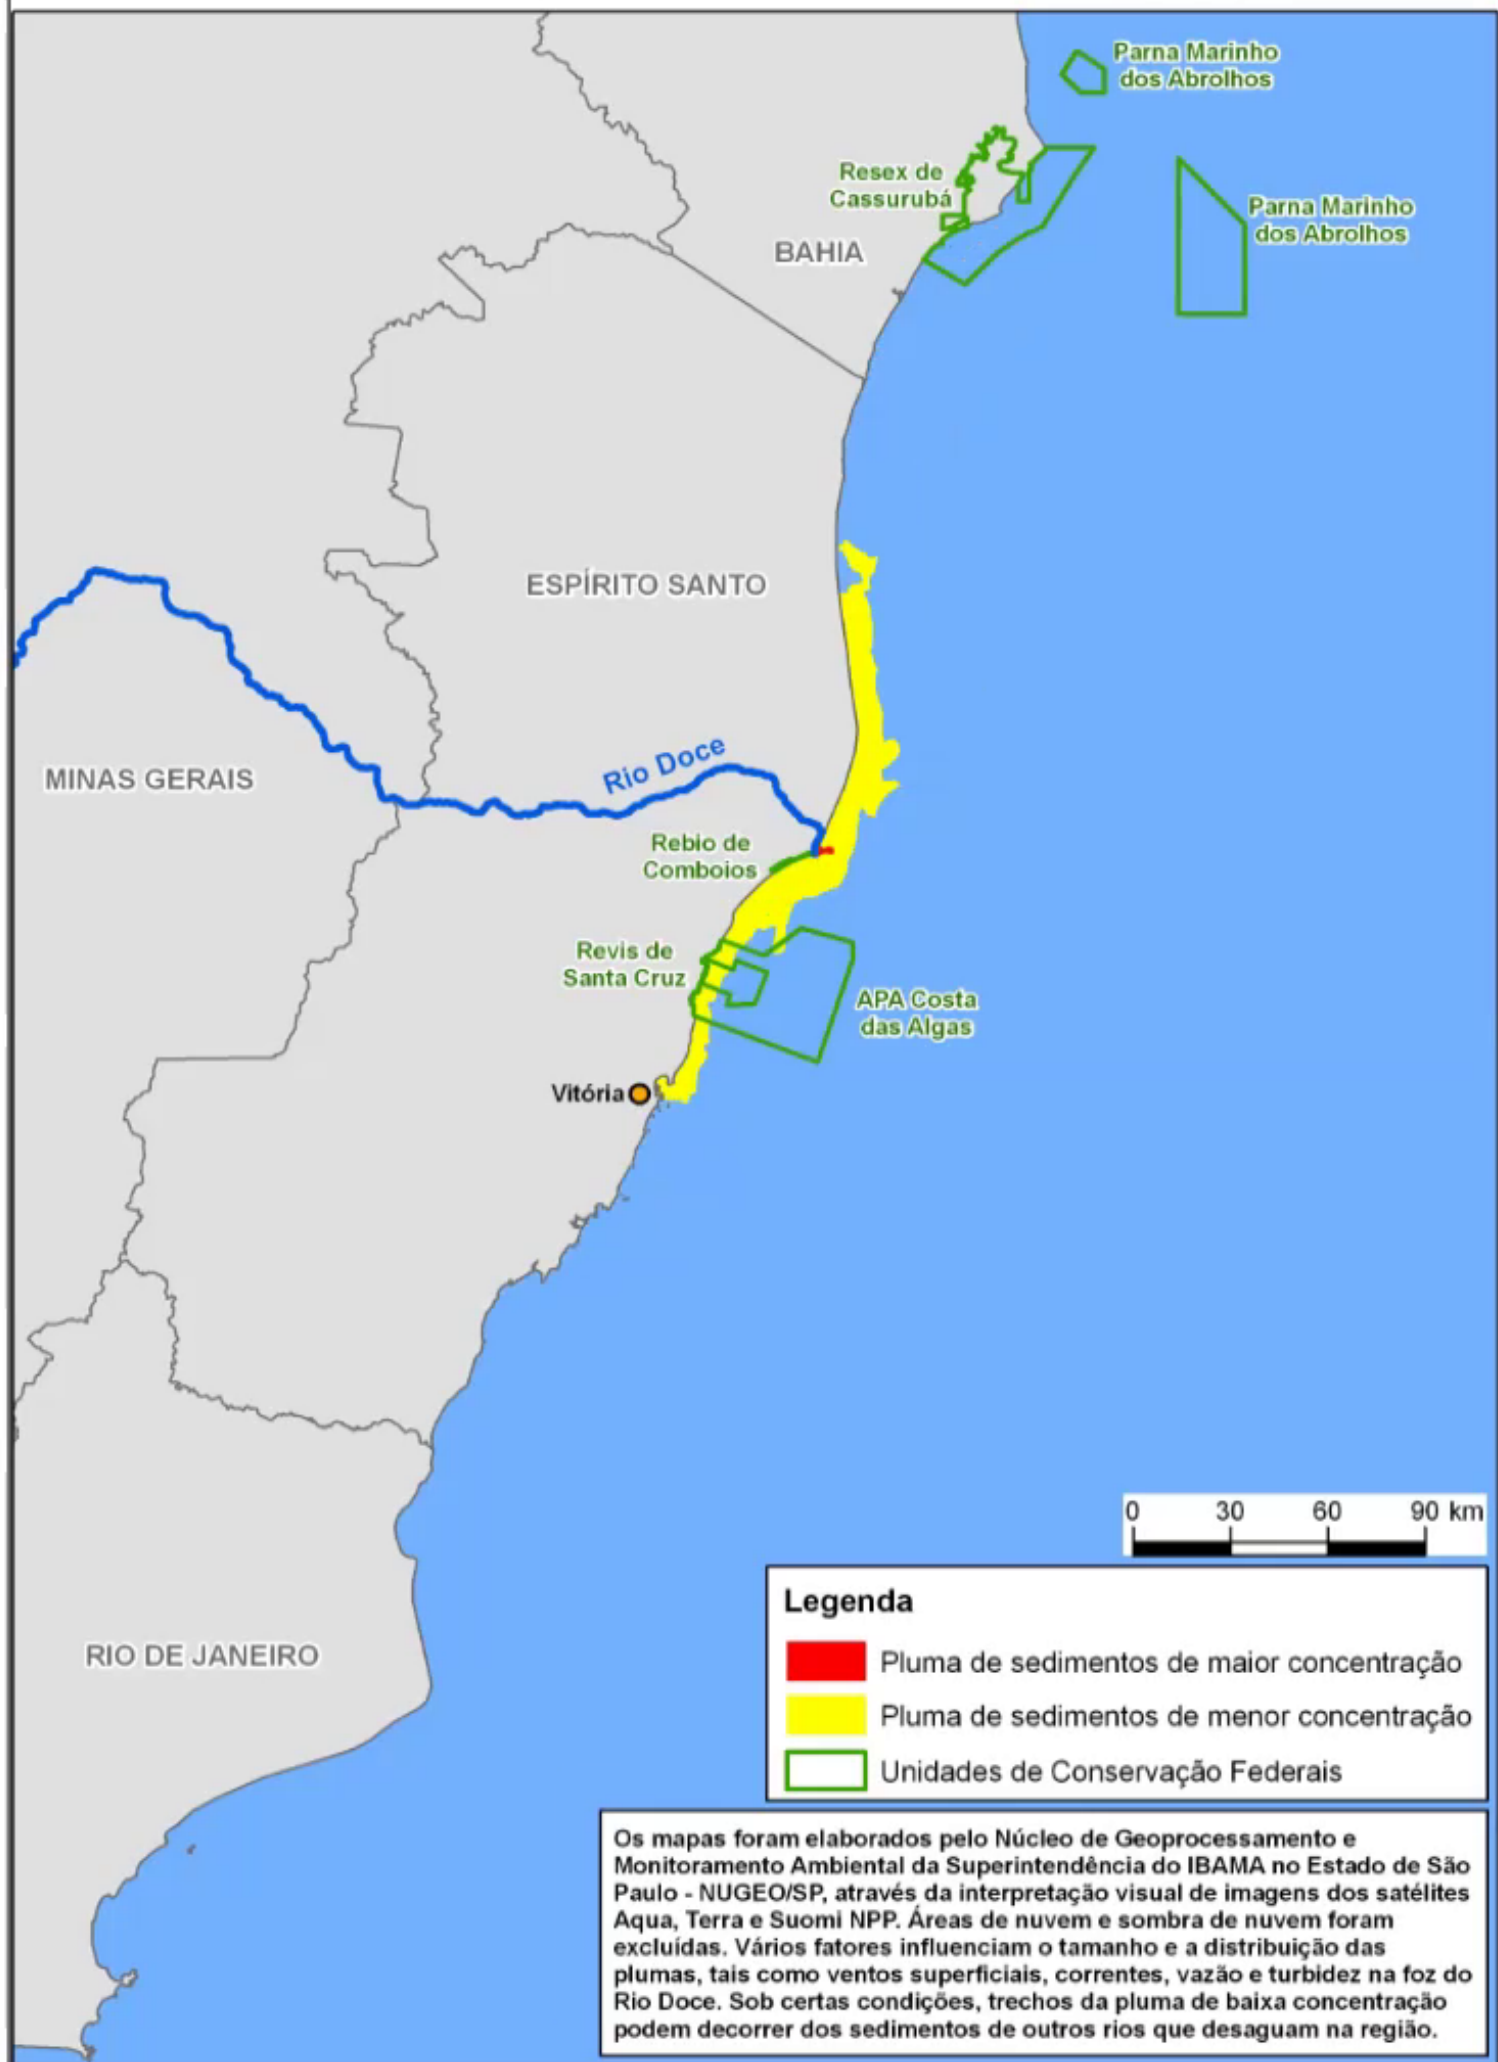 Parna Marinho
dos Abrolhos
Resex de
Cassurubá
Parna Marinho
dos Abrolhos
BAHIA
ESPÍRITO SANTO
Rio Doce
MINAS GERAIS
Rebio de
Comboios
Revis de
Santa Cruz
APA Costa
das Algas
Vitória
0 30 60 90 km
RIO DE JANEIRO
Legenda
Pluma de sedimentos de maior concentração
Pluma de sedimentos de menor concentração
Unidades de Conservação Federais
Os mapas foram elaborados pelo Núcleo de Geoprocessamento e
Monitoramento Ambiental da Superintendência do IBAMA no Estado de São
Paulo - NUGEO/SP, através da interpretação visual de imagens dos satélites
Aqua, Terra e Suomi NPP. Áreas de nuvem e sombra de nuvem foram
excluídas. Vários fatores influenciam o tamanho e a distribuição das
plumas, tais como ventos superficiais, correntes, vazão e turbidez na foz do
Rio Doce. Sob certas condições, trechos da pluma de baixa concentração
podem decorrer dos sedimentos de outros rios que desaguam na região.